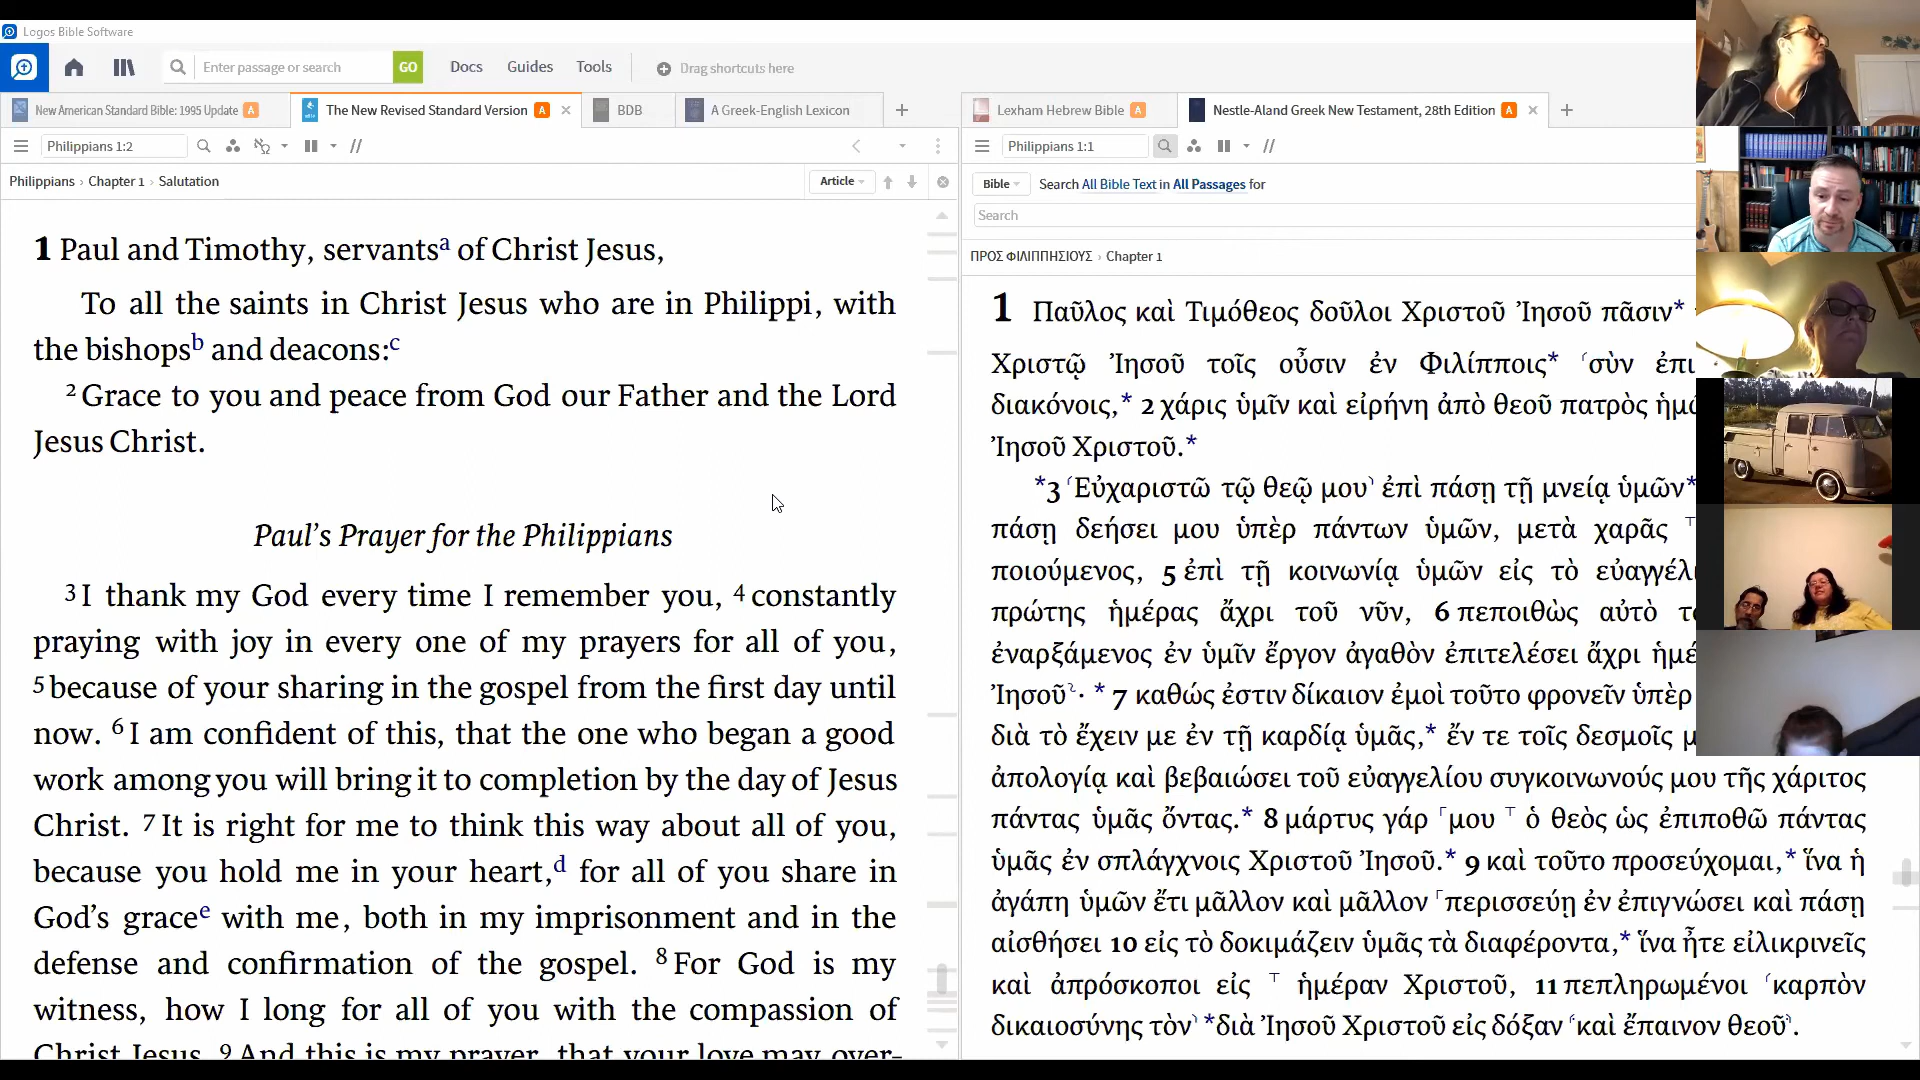 Logos Bible Software
Enter passage or search GO Docs Guides Tools Drag shortcuts here
New American Standard Bible: 1995 Update A The New Revised Standard Version A BDB A Greek-English Lexicon
Philippians 1:2
Philippians › Chapter 1 › Salutation Article
1 Paul and Timothy, servantsa of Christ Jesus,
To all the saints in Christ Jesus who are in Philippi, with
the bishopsb and deacons:c
2 Grace to you and peace from God our Father and the Lord
Jesus Christ.
Paul’s Prayer for the Philippians
3 I thank my God every time I remember you, 4 constantly
praying with joy in every one of my prayers for all of you,
5 because of your sharing in the gospel from the first day until
now. 6 I am confident of this, that the one who began a good
work among you will bring it to completion by the day of Jesus
Christ. 7 It is right for me to think this way about all of you,
because you hold me in your heart,d for all of you share in
God’s gracee with me, both in my imprisonment and in the
defense and confirmation of the gospel. 8 For God is my
witness, how I long for all of you with the compassion of
Christ Jesus. 9 And this is my prayer, that your love may over-
Lexham Hebrew Bible A Nestle-Aland Greek New Testament, 28th Edition A
Philippians 1:1
Bible Search All Bible Text in All Passages for
Search
ΠΡΟΣ ΦΙΛΙΠΠΗΣΙΟΥΣ › Chapter 1
1 Παῦλος καὶ Τιμόθεος δοῦλοι Χριστοῦ Ἰησοῦ πᾶσιν*
Χριστῷ Ἰησοῦ τοῖς οὖσιν ἐν Φιλίπποις* ⸂σὺν ἐπι
διακόνοις,* 2 χάρις ὑμῖν καὶ εἰρήνη ἀπὸ θεοῦ πατρὸς ἡμ
Ἰησοῦ Χριστοῦ.*
*3 ⸂Εὐχαριστῶ τῷ θεῷ μου⸃ ἐπὶ πάσῃ τῇ μνείᾳ ὑμῶν*
πάσῃ δεήσει μου ὑπὲρ πάντων ὑμῶν, μετὰ χαρᾶς ⸆
ποιούμενος, 5 ἐπὶ τῇ κοινωνίᾳ ὑμῶν εἰς τὸ εὐαγγέλι
πρώτης ἡμέρας ἄχρι τοῦ νῦν, 6 πεποιθὼς αὐτὸ τ
ἐναρξάμενος ἐν ὑμῖν ἔργον ἀγαθὸν ἐπιτελέσει ἄχρι ἡμέ
Ἰησοῦ⸌· * 7 καθώς ἐστιν δίκαιον ἐμοὶ τοῦτο φρονεῖν ὑπὲρ
διὰ τὸ ἔχειν με ἐν τῇ καρδίᾳ ὑμᾶς,* ἔν τε τοῖς δεσμοῖς μ
ἀπολογίᾳ καὶ βεβαιώσει τοῦ εὐαγγελίου συγκοινωνούς μου τῆς χάριτος
πάντας ὑμᾶς ὄντας.* 8 μάρτυς γάρ ⸀μου ⸆ ὁ θεὸς ὡς ἐπιποθῶ πάντας
ὑμᾶς ἐν σπλάγχνοις Χριστοῦ Ἰησοῦ.* 9 καὶ τοῦτο προσεύχομαι,* ἵνα ἡ
ἀγάπη ὑμῶν ἔτι μᾶλλον καὶ μᾶλλον ⸀περισσεύῃ ἐν ἐπιγνώσει καὶ πάσῃ
αἰσθήσει 10 εἰς τὸ δοκιμάζειν ὑμᾶς τὰ διαφέροντα,* ἵνα ἦτε εἰλικρινεῖς
καὶ ἀπρόσκοποι εἰς ⸆ ἡμέραν Χριστοῦ, 11 πεπληρωμένοι ⸂καρπὸν
δικαιοσύνης τὸν⸃ *διὰ Ἰησοῦ Χριστοῦ εἰς δόξαν ⸂καὶ ἔπαινον θεοῦ⸃.